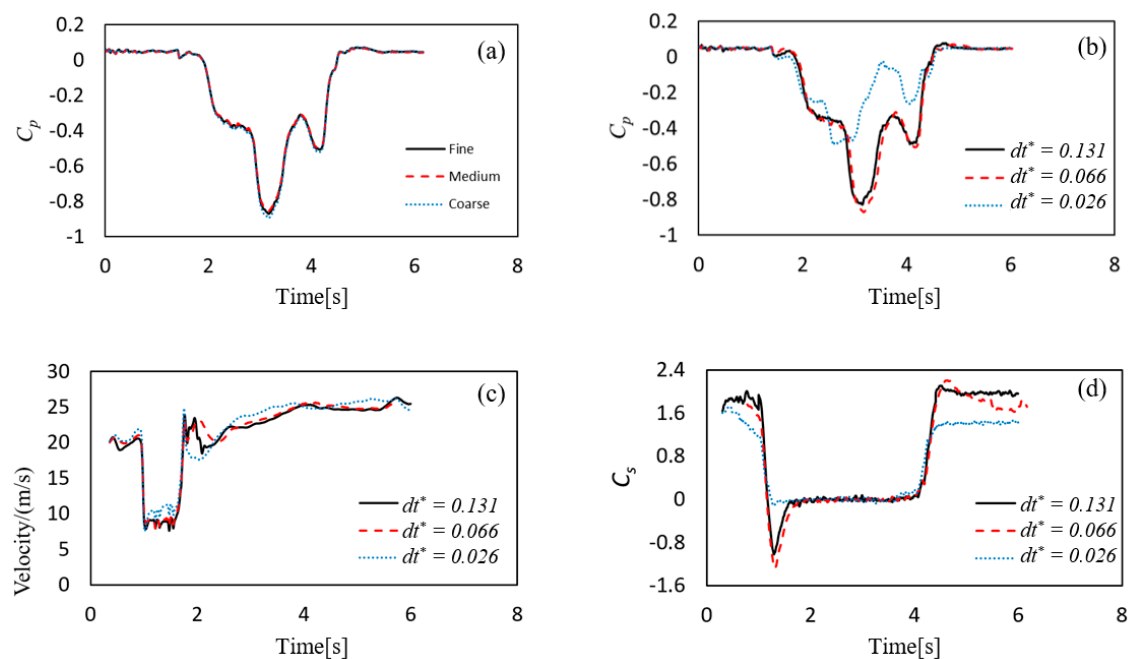 0.2
0
-0.2
-0.4
-0.6
-0.8
-1
0 2 4 6 8
C_p
Time[s]
(a)
Fine
Medium
Coarse
0.2
0
-0.2
-0.4
-0.6
-0.8
-1
0 2 4 6 8
C_p
Time[s]
(b)
dt* = 0.131
dt* = 0.066
dt* = 0.026
30
25
20
15
10
5
0
0 2 4 6 8
Velocity/(m/s)
Time[s]
(c)
dt* = 0.131
dt* = 0.066
dt* = 0.026
2.4
1.6
0.8
0
-0.8
-1.6
0 2 4 6 8
C_s
Time[s]
(d)
dt* = 0.131
dt* = 0.066
dt* = 0.026